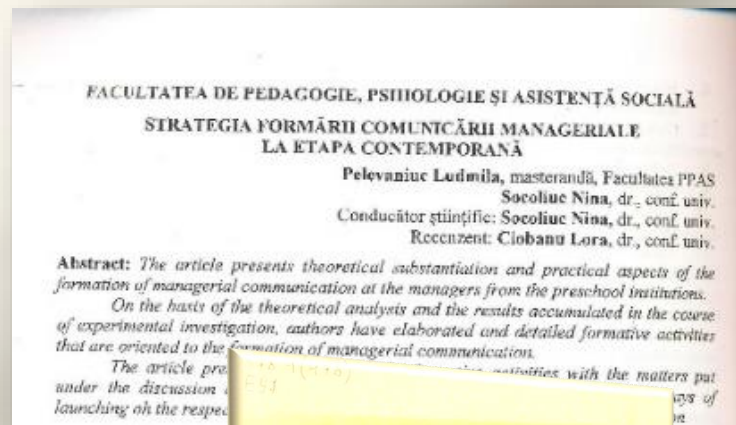 FACULTATEA DE PEDAGOGIE, PSIHOLOGIE ȘI ASISTENȚĂ SOCIALĂ
STRATEGIA FORMĂRII COMUNICĂRII MANAGERIALE
LA ETAPA CONTEMPORANĂ
Pelevaniuc Ludmila, masterandă, Facultatea PPAS
Socoliuc Nina, dr., conf. univ.
Conducător științific: Socoliuc Nina, dr., conf. univ.
Recenzent: Ciobanu Lora, dr., conf. univ.
Abstract: The article presents theoretical substantiation and practical aspects of the
formation of managerial communication at the managers from the preschool institutions.
On the basis of the theoretical analysis and the results accumulated in the course
of experimental investigation, authors have elaborated and detailed formative activities
that are oriented to the formation of managerial communication.
The article pre activities with the matters put
under the discussion ays of
launching oh the respec